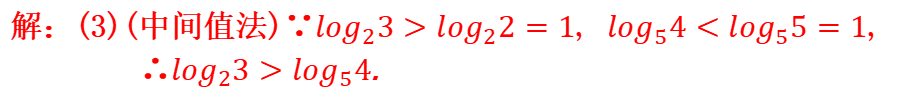 解：(3)(中间值法)∵log₂3 > log₂2 = 1, log₅4 < log₅5 = 1,
∴log₂3 > log₅4.